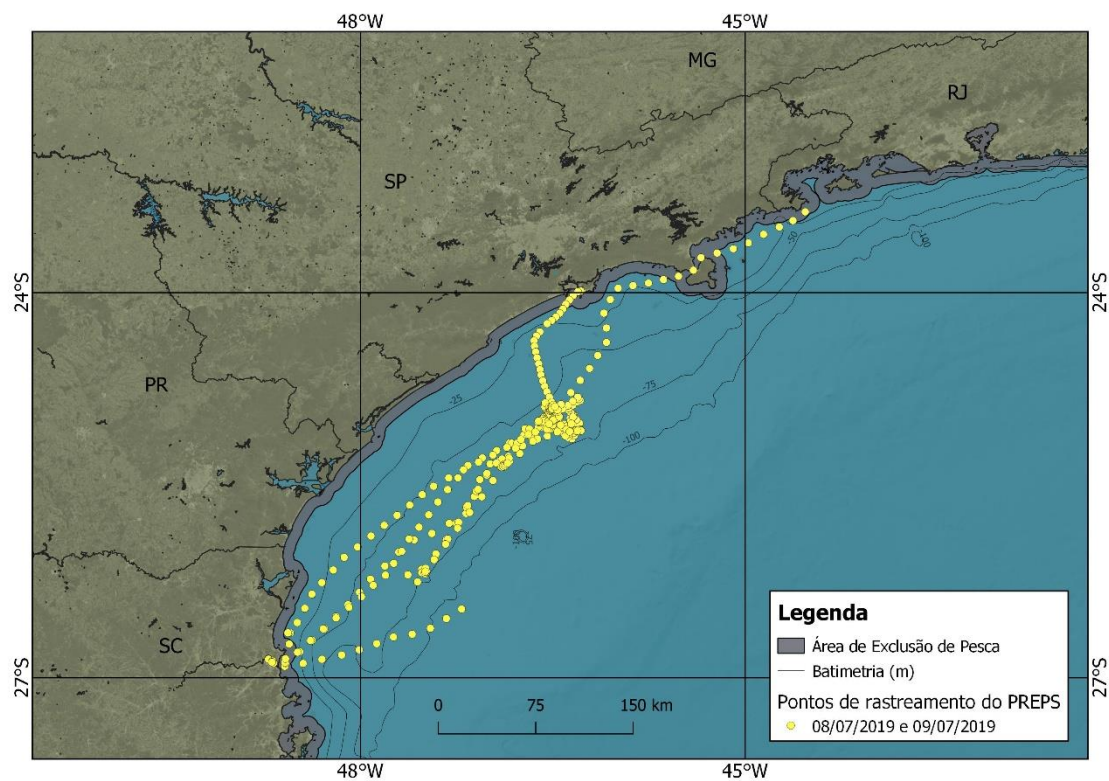 48°W
45°W
MG
RJ
SP
-50
-100
24°S
24°S
PR
-25
-75
-100
SC
27°S
27°S
0
75
150 km
Legenda
Área de Exclusão de Pesca
Batimetria (m)
Pontos de rastreamento do PREPS
08/07/2019 e 09/07/2019
48°W
45°W